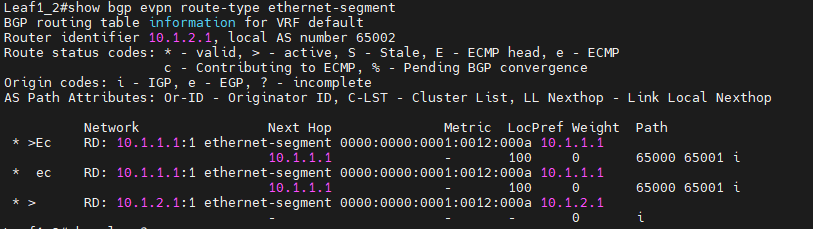 Leaf1_2#show bgp evpn route-type ethernet-segment
BGP routing table information for VRF default
Router identifier 10.1.2.1, local AS number 65002
Route status codes: * - valid, > - active, S - Stale, E - ECMP head, e - ECMP
c - Contributing to ECMP, % - Pending BGP convergence
Origin codes: i - IGP, e - EGP, ? - incomplete
AS Path Attributes: Or-ID - Originator ID, C-LST - Cluster List, LL Nexthop - Link Local Nexthop
Network Next Hop Metric LocPref Weight Path
* >Ec RD: 10.1.1.1:1 ethernet-segment 0000:0000:0001:0012:000a 10.1.1.1
10.1.1.1 - 100 0 65000 65001 i
* ec RD: 10.1.1.1:1 ethernet-segment 0000:0000:0001:0012:000a 10.1.1.1
10.1.1.1 - 100 0 65000 65001 i
* > RD: 10.1.2.1:1 ethernet-segment 0000:0000:0001:0012:000a 10.1.2.1
- - - 0 i